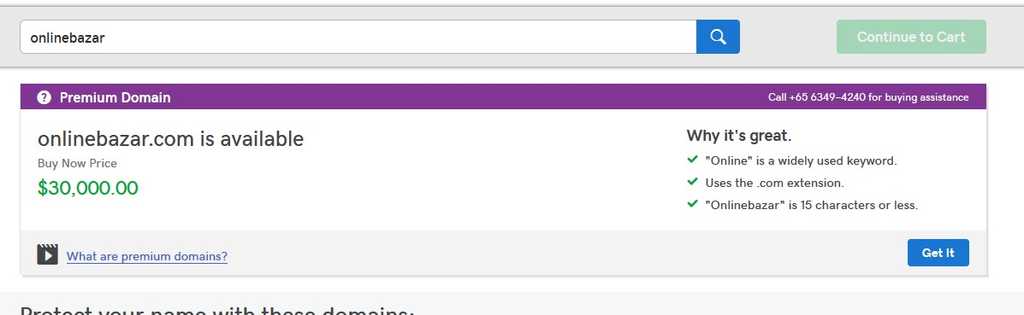 onlinebazar
Continue to Cart
? Premium Domain
Call +65 6349-4240 for buying assistance
onlinebazar.com is available
Buy Now Price
$30,000.00
Why it's great.
"Online" is a widely used keyword.
Uses the .com extension.
"Onlinebazar" is 15 characters or less.
What are premium domains?
Get It
Protect your name with these domains: